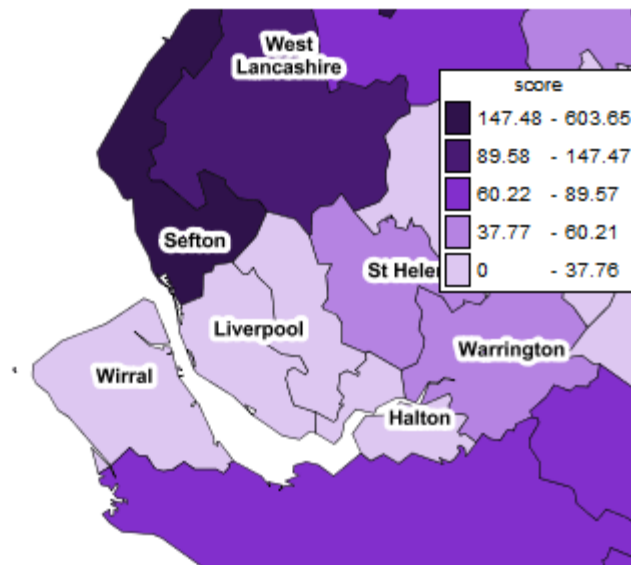 West
Lancashire
score
147.48 - 603.65
89.58 - 147.47
60.22 - 89.57
37.77 - 60.21
0 - 37.76
Sefton
St Helen
Liverpool
Warrington
Wirral
Halton